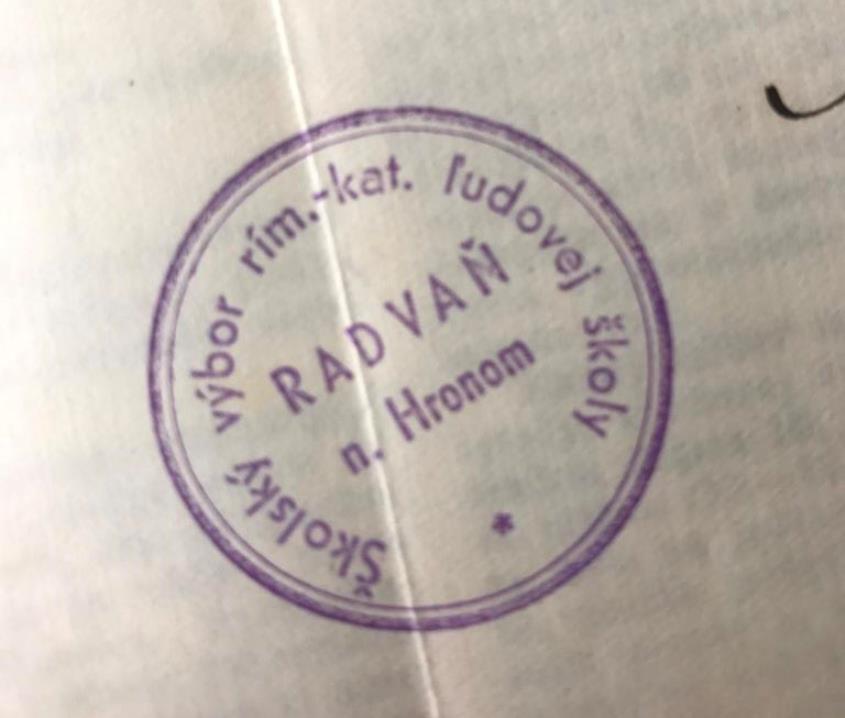 Školský výbor rím.-kat. ľudovej školy
RADVAŇ
n. Hronom
*